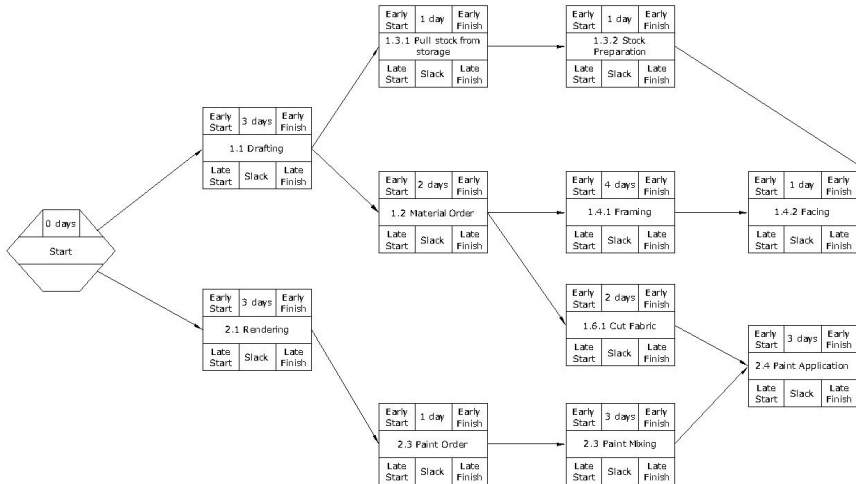 Early Start 1 day Early Finish
1.3.1 Pull stock from storage
Late Start Slack Late Finish
Early Start 1 day Early Finish
1.3.2 Stock Preparation
Late Start Slack Late Finish
Early Start 3 days Early Finish
1.1 Drafting
Late Start Slack Late Finish
Early Start 2 days Early Finish
1.2 Material Order
Late Start Slack Late Finish
Early Start 4 days Early Finish
1.4.1 Framing
Late Start Slack Late Finish
Early Start 1 day Early Finish
1.4.2 Facing
Late Start Slack Late Finish
0 days
Start
Early Start 3 days Early Finish
2.1 Rendering
Late Start Slack Late Finish
Early Start 2 days Early Finish
1.6.1 Cut Fabric
Late Start Slack Late Finish
Early Start 3 days Early Finish
2.4 Paint Application
Late Start Slack Late Finish
Early Start 1 day Early Finish
2.3 Paint Order
Late Start Slack Late Finish
Early Start 3 days Early Finish
2.3 Paint Mixing
Late Start Slack Late Finish